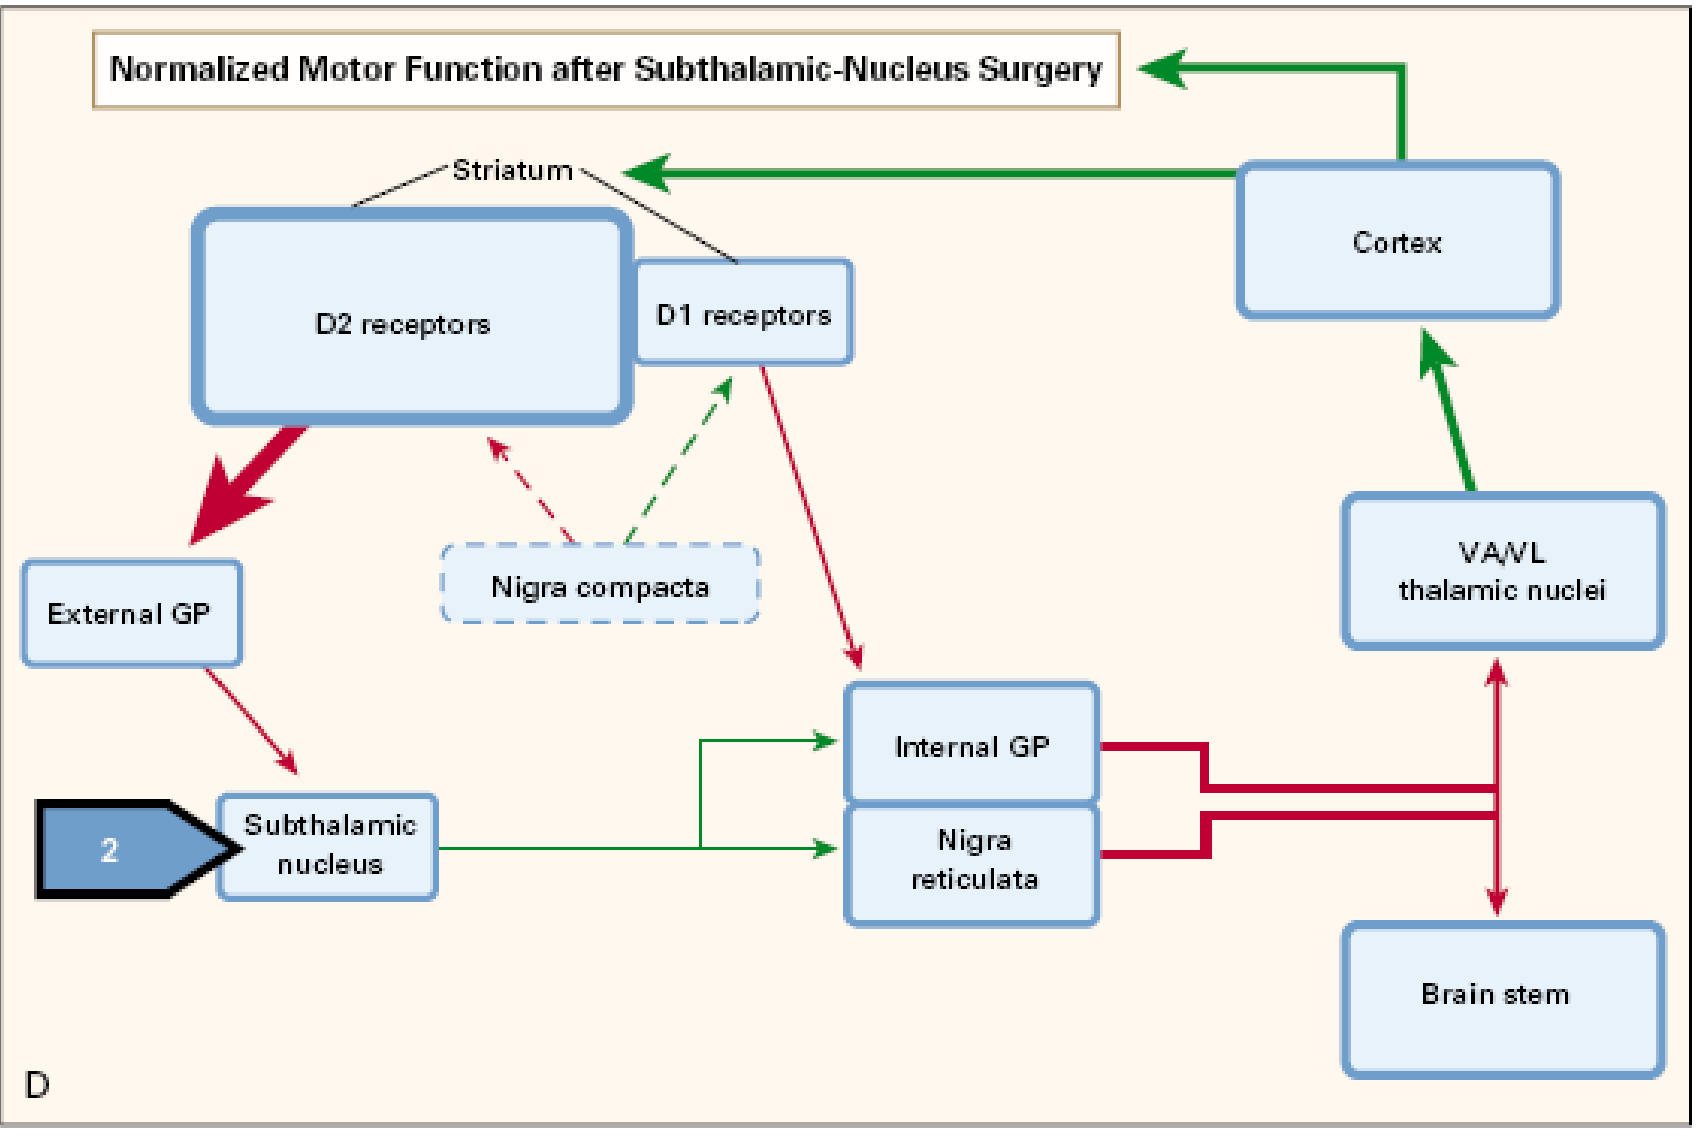 Normalized Motor Function after Subthalamic-Nucleus Surgery
Striatum
Cortex
D2 receptors
D1 receptors
VA/VL
thalamic nuclei
Nigra compacta
External GP
Internal GP
Subthalamic
nucleus
2
Nigra
reticulata
Brain stem
D